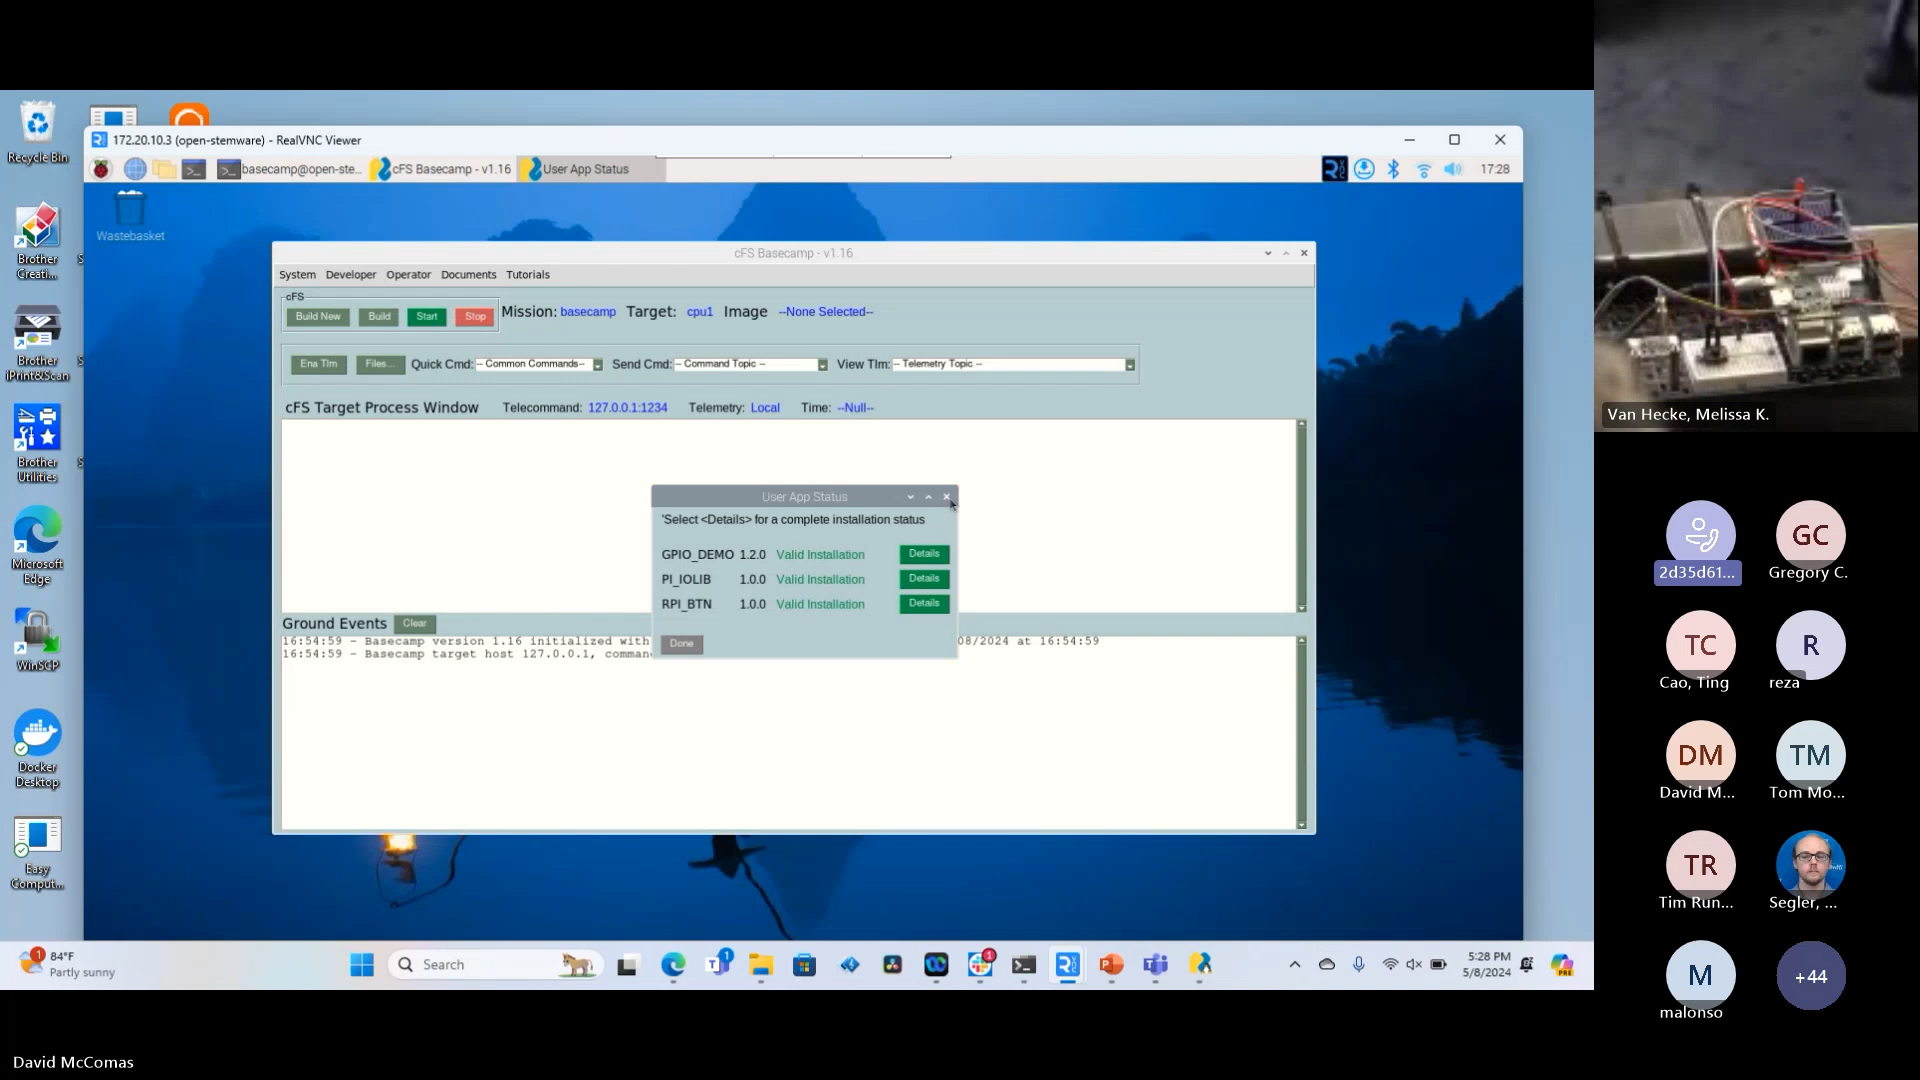 Recycle Bin
Brother Creati...
Brother iPrint&Scan
Brother Utilities
Microsoft Edge
WinSCP
Docker Desktop
Easy Comput...
172.20.10.3 (open-stemware) - RealVNC Viewer
basecamp@open-ste...
cFS Basecamp - v1.16
User App Status
17:28
Wastebasket
cFS Basecamp - v1.16
System Developer Operator Documents Tutorials
cFS
Build New Build Start Stop Mission: basecamp Target: cpu1 Image --None Selected--
Ena Tlm Files... Quick Cmd: -- Common Commands-- Send Cmd: -- Command Topic -- View Tlm: -- Telemetry Topic --
cFS Target Process Window Telecommand: 127.0.0.1:1234 Telemetry: Local Time: --Null--
User App Status
'Select <Details> for a complete installation status
GPIO_DEMO 1.2.0 Valid Installation Details
PI_IOLIB 1.0.0 Valid Installation Details
RPI_BTN 1.0.0 Valid Installation Details
Done
Ground Events Clear
16:54:59 - Basecamp version 1.16 initialized with 08/2024 at 16:54:59
16:54:59 - Basecamp target host 127.0.0.1, comman
1
84°F
Partly sunny
Search
1
1
5:28 PM
5/8/2024
PRE
David McComas
Van Hecke, Melissa K.
2d35d61...
GC
Gregory C.
TC
Cao, Ting
R
reza
DM
David M...
TM
Tom Mo...
TR
Tim Run...
Segler, ...
M
malonso
+44